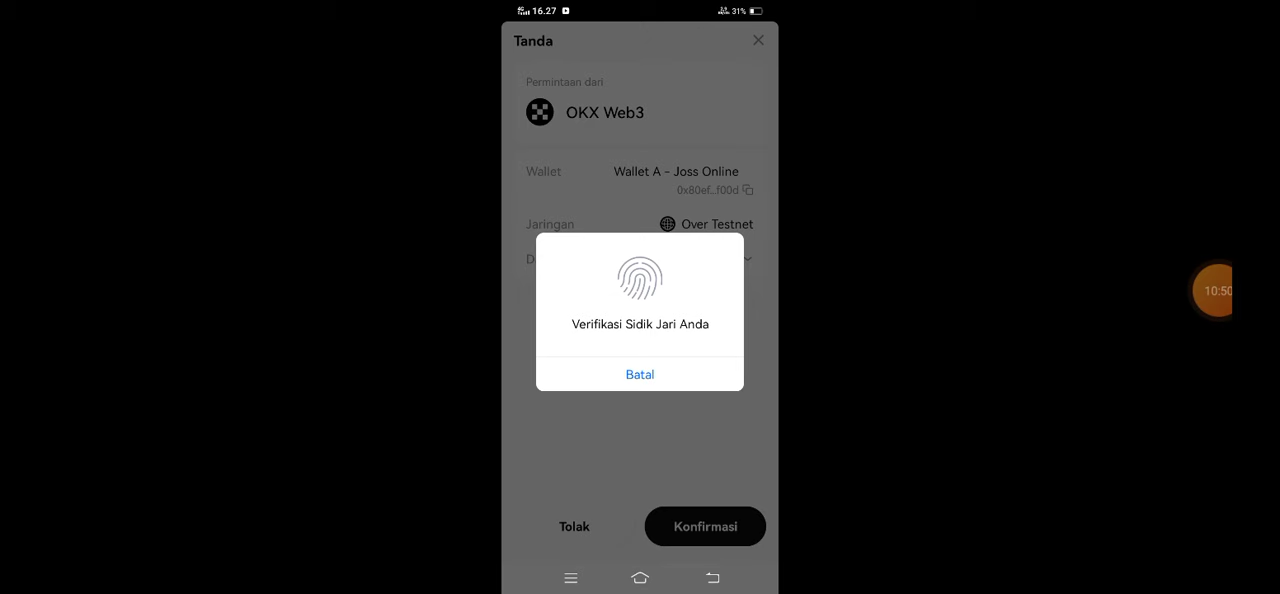 16.27
31%
Tanda
Permintaan dari
OKX Web3
Wallet
Wallet A - Joss Online
0x80ef...f00d
Jaringan
Over Testnet
Verifikasi Sidik Jari Anda
Batal
Tolak
Konfirmasi
10:50